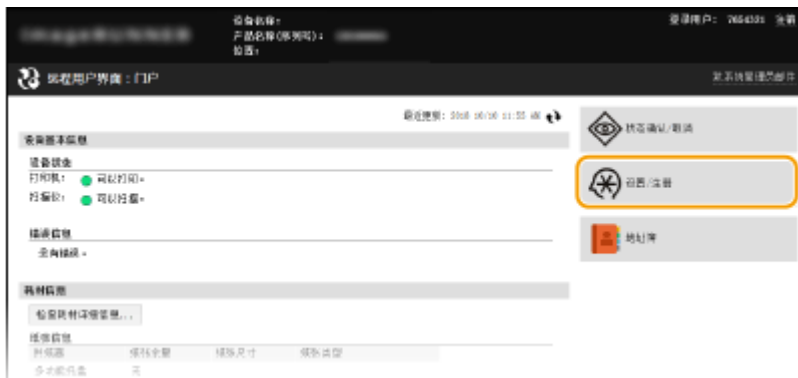 设备名称:
产品名称(序列号):
位置:
登录用户: 7654321 注销
远程用户界面:门户
致系统管理员邮件
最近更新:
设备基本信息
设备状态
打印机: 可以打印。
扫描仪: 可以扫描。
错误信息
没有错误。
耗材信息
检查耗材详细信息...
纸张信息
供纸器 纸张余量 纸张尺寸 纸张类型
多功能托盘 无
状态确认/取消
设置/注册
地址簿